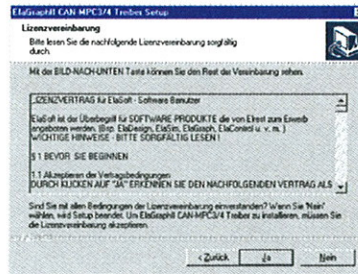 ElaGraphII CAN-MPC3/4 Treiber Setup
Lizenzvereinbarung
Bitte lesen Sie die nachfolgende Lizenzvereinbarung sorgfältig
durch.
Mit der BILD-NACH-UNTEN Taste können Sie den Rest der Vereinbarung sehen.
LIZENZVERTRAG für ElaSoft - Software Benutzer
ElaSoft ist der Überbegriff für SOFTWARE PRODUKTE die von Elrest zum Erwerb
angeboten werden. (Bsp. ElaDesign, ElaSim, ElaGraph, ElaControl u. v. m. )
WICHTIGE HINWEISE - BITTE SORGFÄLTIG LESEN !
§ 1 BEVOR SIE BEGINNEN
1.1 Akzeptieren der Vertragsbedingungen
DURCH KLICKEN AUF "JA" ERKENNEN SIE DEN NACHFOLGENDEN VERTRAG ALS
Sind Sie mit allen Bedingungen der Lizenzvereinbarung einverstanden? Wenn Sie 'Nein'
wählen, wird Setup beendet. Um ElaGraphII CAN-MPC3/4 Treiber zu installieren, müssen Sie
die Lizenzvereinbarung akzeptieren.
< Zurück
Ja
Nein